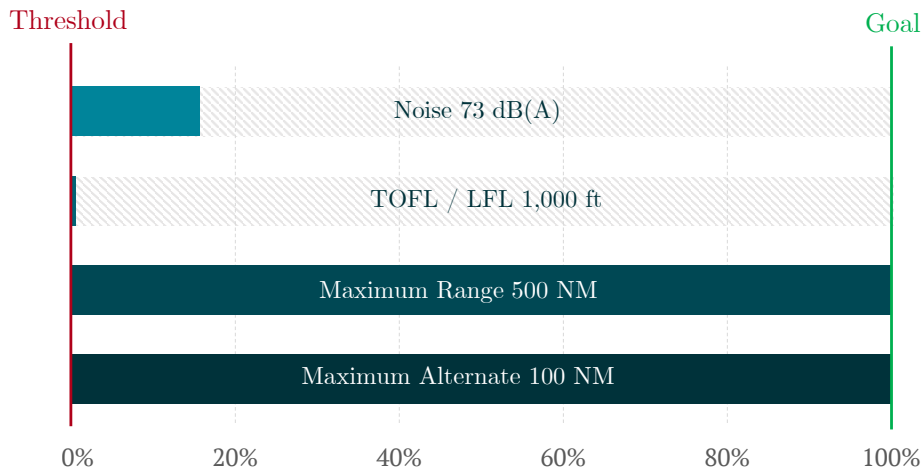 Threshold
Goal
Noise 73 dB(A)
TOFL / LFL 1,000 ft
Maximum Range 500 NM
Maximum Alternate 100 NM
0% 20% 40% 60% 80% 100%